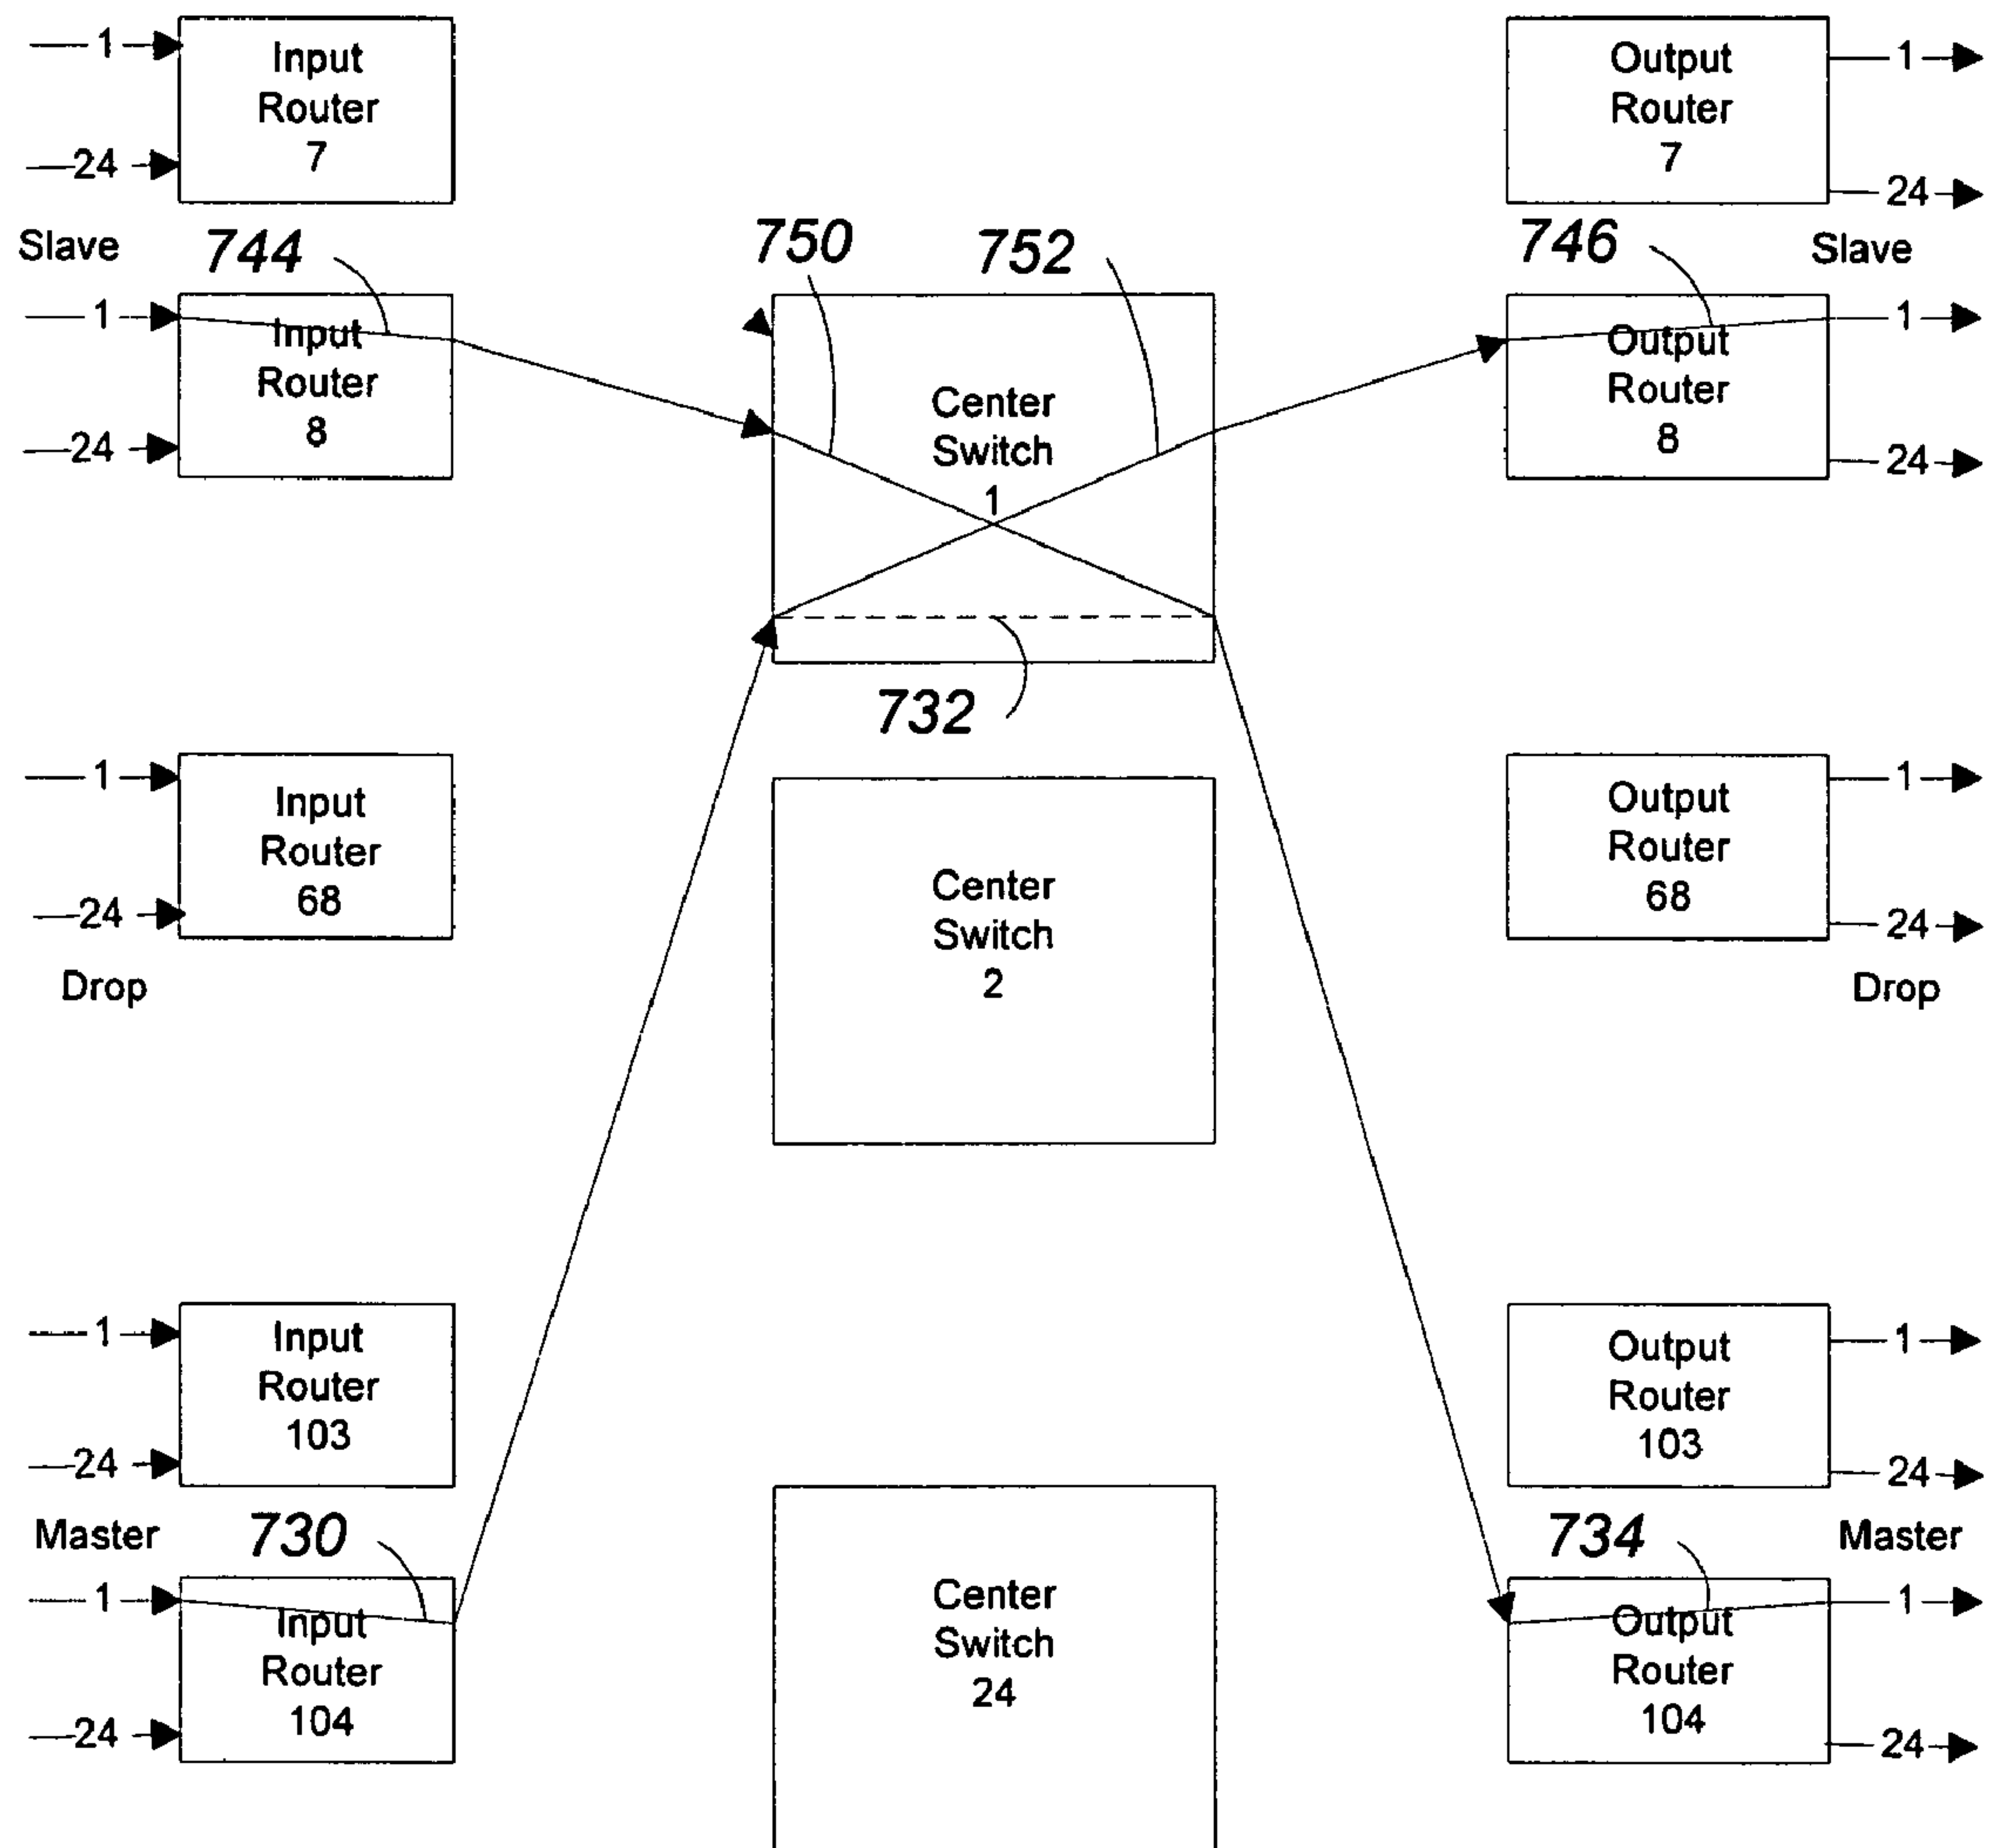 1
Input
Router
7
24
Output
Router
7
1
24
Slave
744
750
752
746
Slave
1
Input
Router
8
24
Center
Switch
1
Output
Router
8
1
24
732
1
Input
Router
68
24
Drop
Center
Switch
2
Output
Router
68
1
24
Drop
1
Input
Router
103
24
Output
Router
103
1
24
Master
730
734
Master
1
Input
Router
104
24
Center
Switch
24
Output
Router
104
1
24